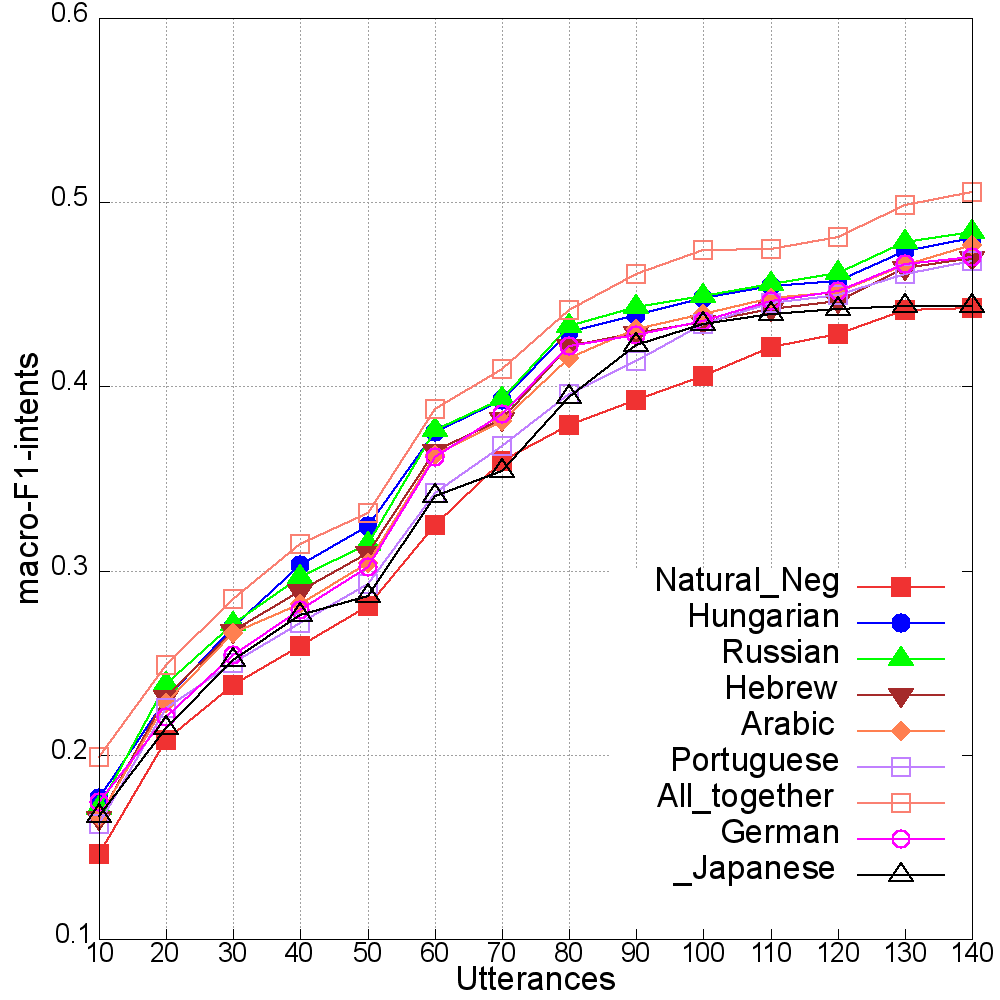 0.6
0.5
0.4
0.3
0.2
0.1
macro-F1-intents
Natural_Neg
Hungarian
Russian
Hebrew
Arabic
Portuguese
All_together
German
_Japanese
10 20 30 40 50 60 70 80 90 100 110 120 130 140
Utterances